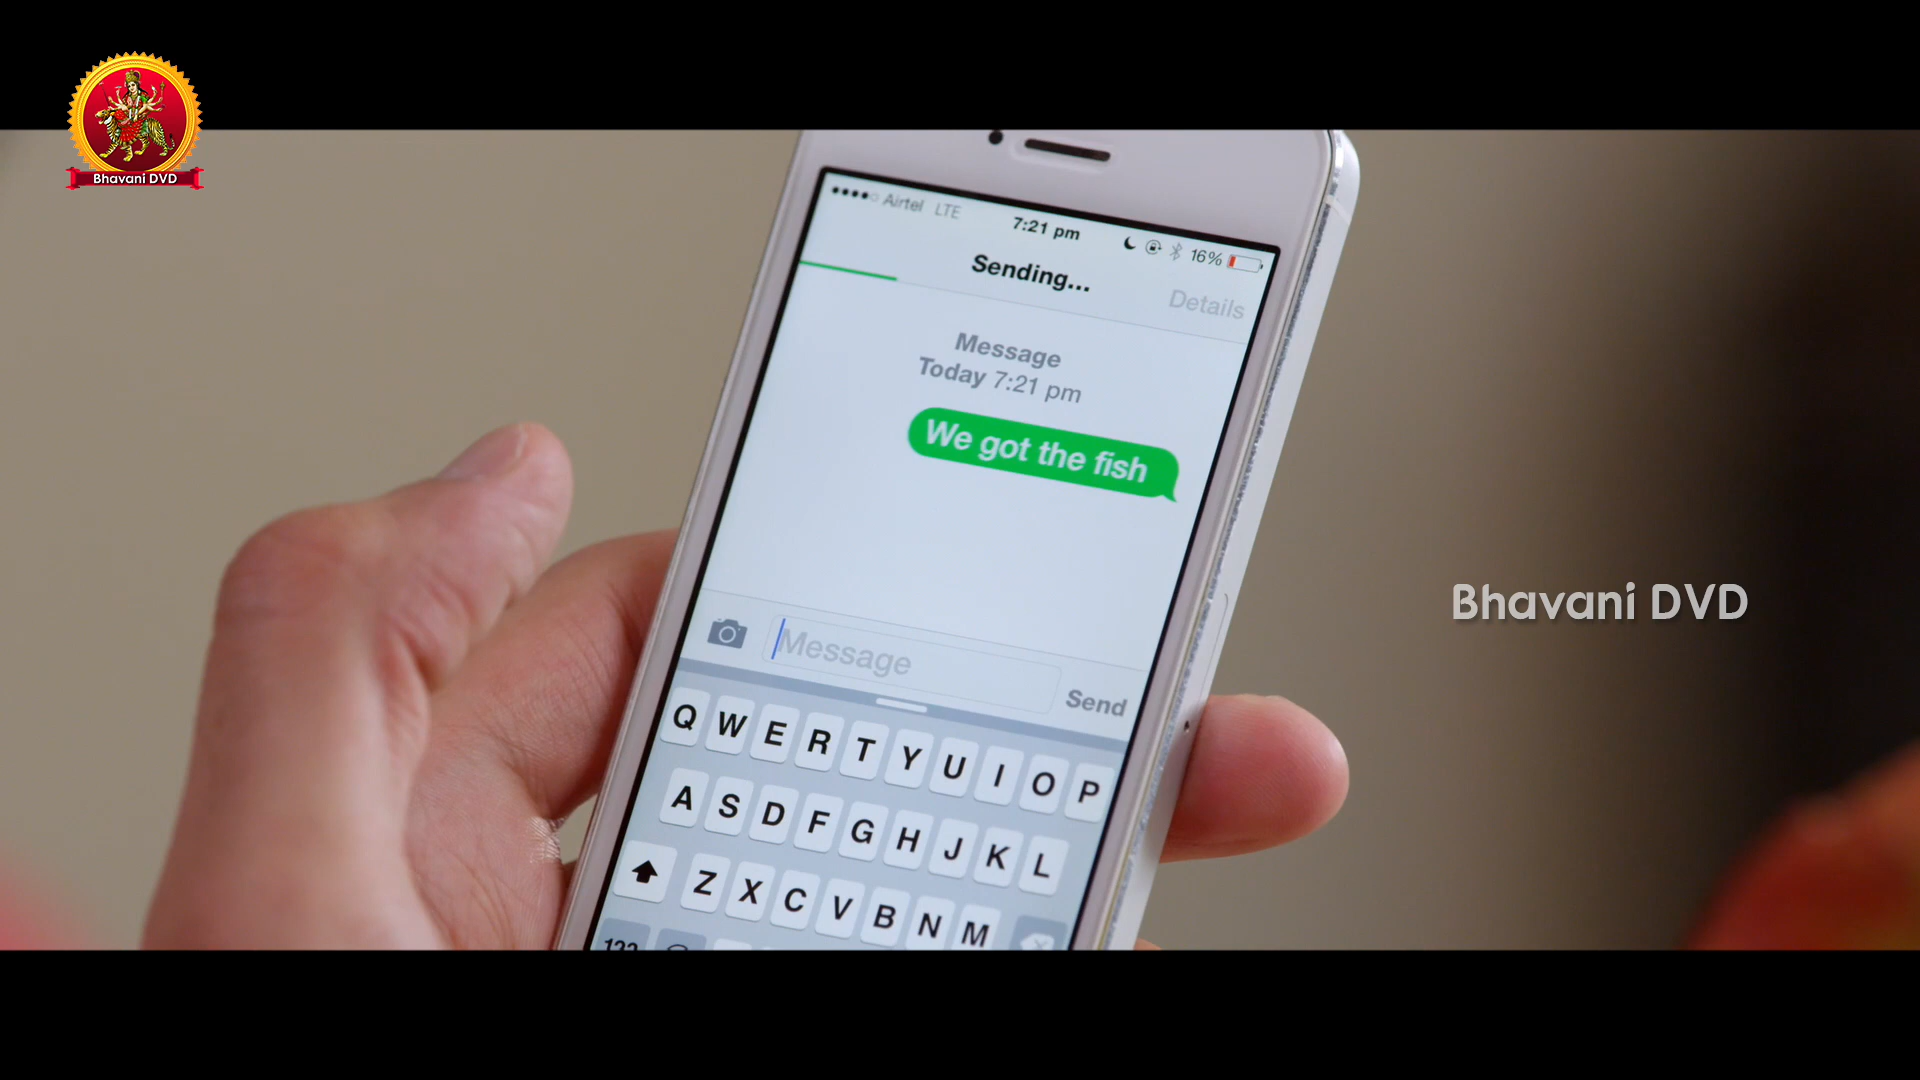 Bhavani DVD
Airtel LTE
7:21 pm
16%
Sending...
Details
Message
Today 7:21 pm
We got the fish
Bhavani DVD
Message
Send
Q W E R T Y U I O P
A S D F G H J K L
Z X C V B N M
123